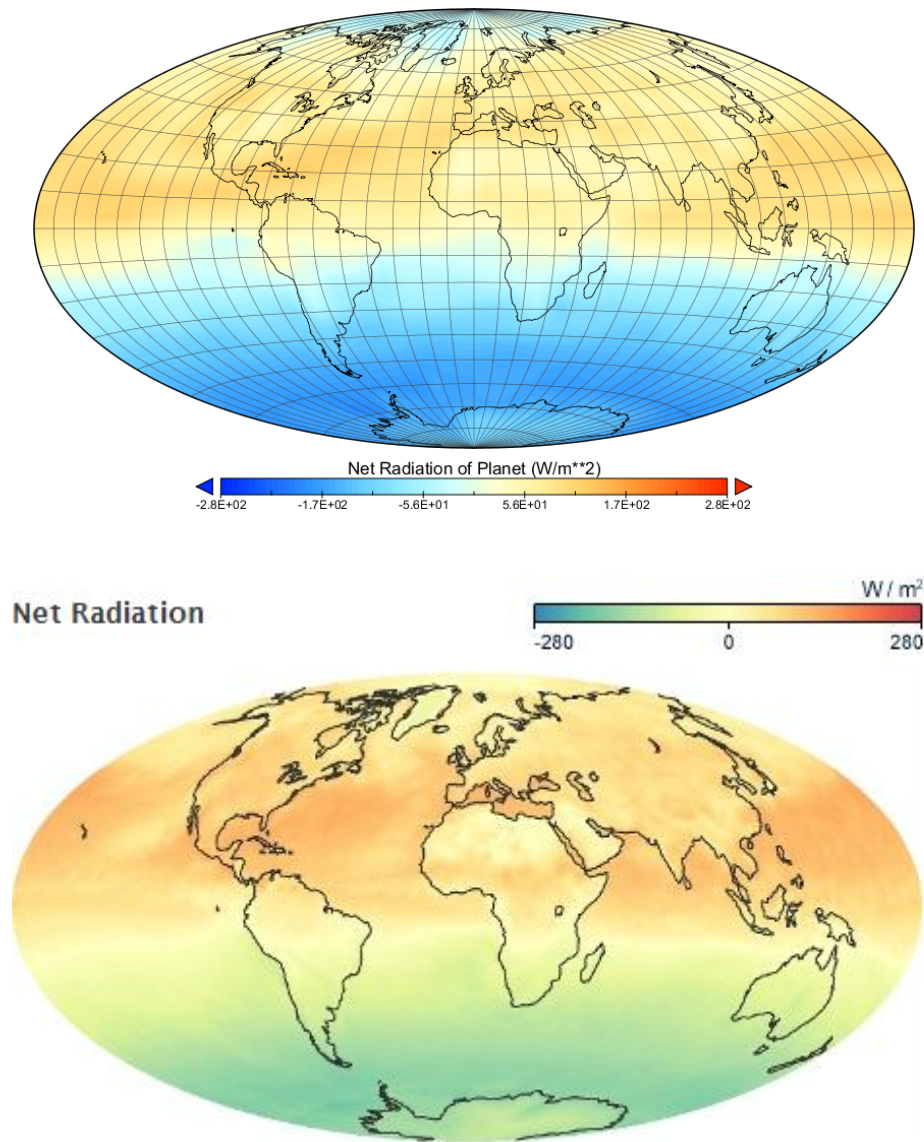 Net Radiation of Planet (W/m**2)
-2.8E+02 -1.7E+02 -5.6E+01 5.6E+01 1.7E+02 2.8E+02
W / m²
Net Radiation
-280 0 280